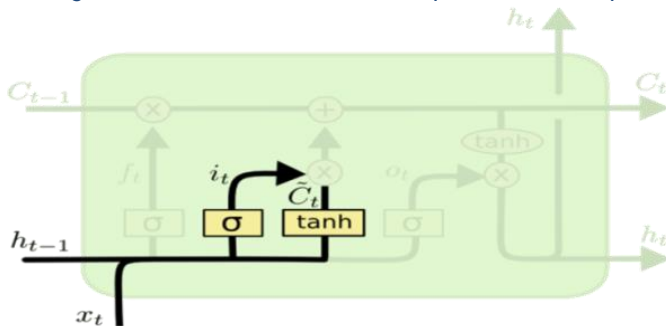 h_t
C_{t-1} × + C_t
tanh
f_t i_t × o_t ×
C̃_t
σ σ tanh σ
h_{t-1} h_t
x_t